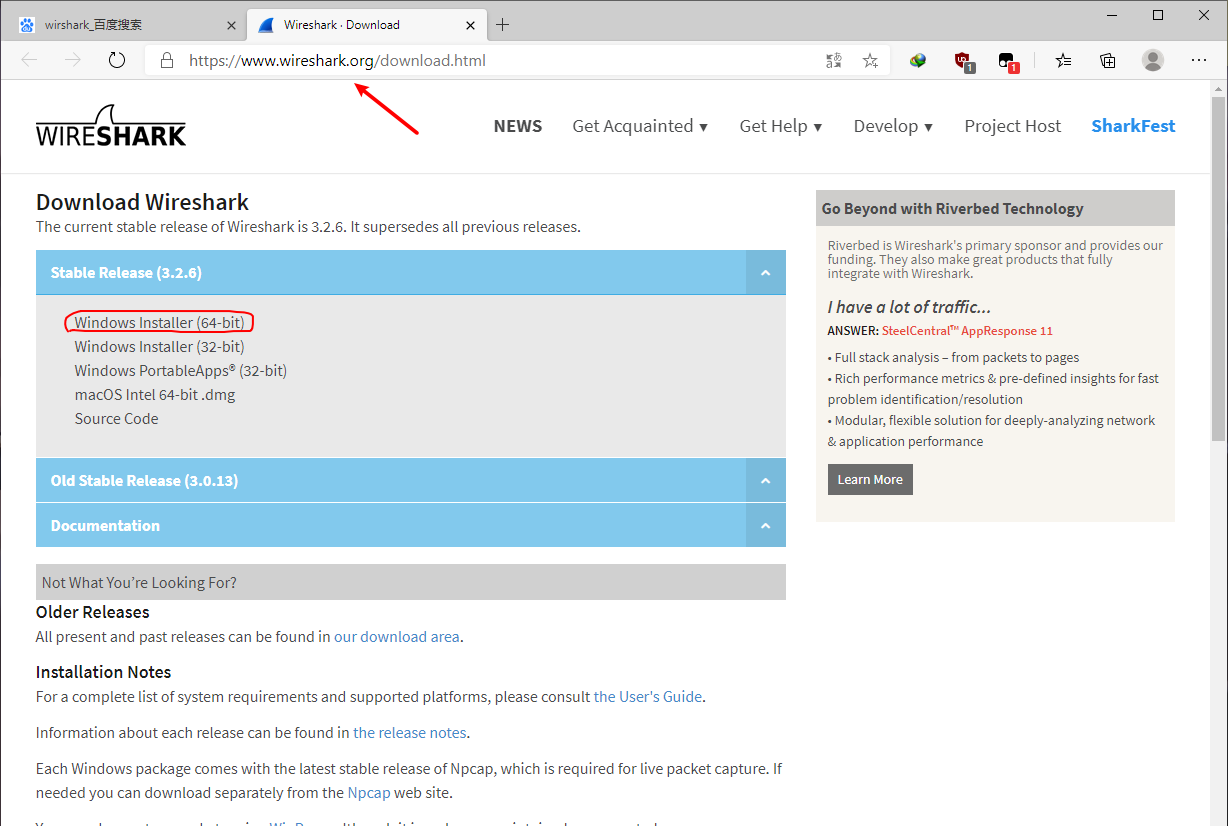 wirshark_百度搜索
Wireshark · Download
https://www.wireshark.org/download.html
1
1
WIRESHARK
NEWS
Get Acquainted ▼
Get Help ▼
Develop ▼
Project Host
SharkFest
Download Wireshark
The current stable release of Wireshark is 3.2.6. It supersedes all previous releases.
Stable Release (3.2.6)
Windows Installer (64-bit)
Windows Installer (32-bit)
Windows PortableApps® (32-bit)
macOS Intel 64-bit .dmg
Source Code
Old Stable Release (3.0.13)
Documentation
Not What You're Looking For?
Older Releases
All present and past releases can be found in our download area.
Installation Notes
For a complete list of system requirements and supported platforms, please consult the User's Guide.
Information about each release can be found in the release notes.
Each Windows package comes with the latest stable release of Npcap, which is required for live packet capture. If
needed you can download separately from the Npcap web site.
Go Beyond with Riverbed Technology
Riverbed is Wireshark's primary sponsor and provides our
funding. They also make great products that fully
integrate with Wireshark.
I have a lot of traffic...
ANSWER: SteelCentral™ AppResponse 11
• Full stack analysis – from packets to pages
• Rich performance metrics & pre-defined insights for fast
problem identification/resolution
• Modular, flexible solution for deeply-analyzing network
& application performance
Learn More